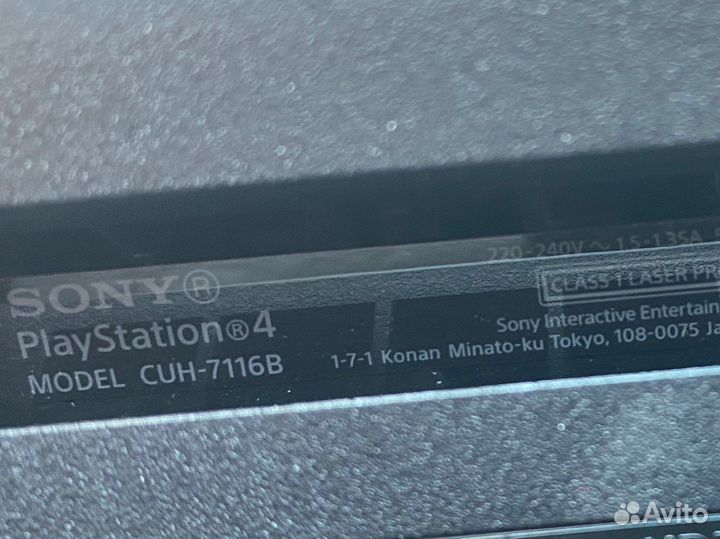 SONY®
PlayStation®4
MODEL CUH-7116B
220-240V ~ 1.5-1.35A
CLASS 1 LASER PR
Sony Interactive Entertain
1-7-1 Konan Minato-ku Tokyo, 108-0075 Ja
Avito